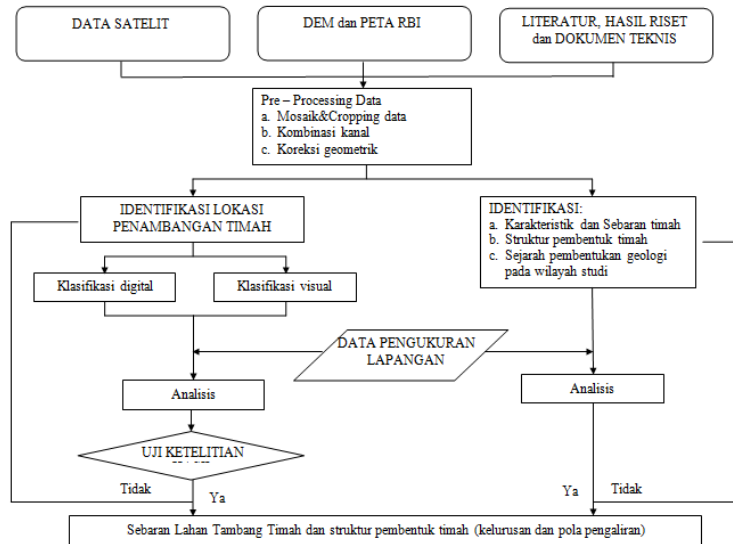 DATA SATELIT
DEM dan PETA RBI
LITERATUR, HASIL RISET
dan DOKUMEN TEKNIS
Pre – Processing Data
a. Mosaik&Cropping data
b. Kombinasi kanal
c. Koreksi geometrik
IDENTIFIKASI LOKASI
PENAMBANGAN TIMAH
IDENTIFIKASI:
a. Karakteristik dan Sebaran timah
b. Struktur pembentuk timah
c. Sejarah pembentukan geologi
pada wilayah studi
Klasifikasi digital
Klasifikasi visual
DATA PENGUKURAN
LAPANGAN
Analisis
Analisis
UJI KETELITIAN
Tidak
Ya
Ya
Tidak
Sebaran Lahan Tambang Timah dan struktur pembentuk timah (kelurusan dan pola pengaliran)